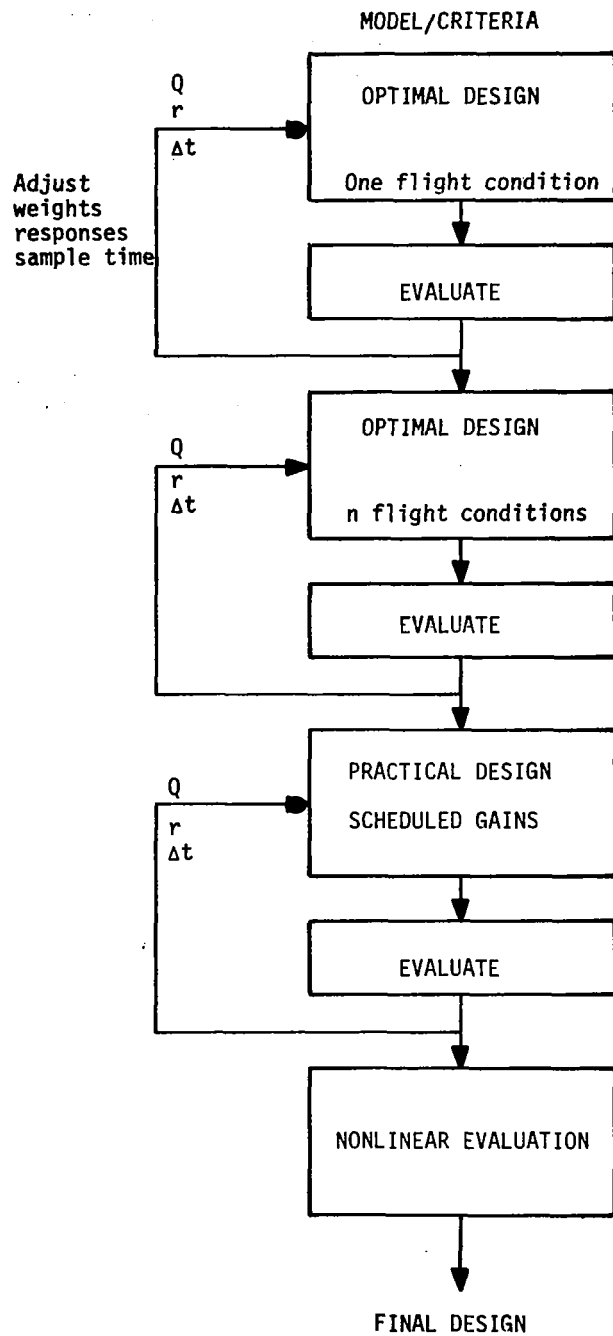 MODEL/CRITERIA
OPTIMAL DESIGN
One flight condition
Q
r
Δt
Adjust
weights
responses
sample time
EVALUATE
OPTIMAL DESIGN
n flight conditions
Q
r
Δt
EVALUATE
PRACTICAL DESIGN
SCHEDULED GAINS
Q
r
Δt
EVALUATE
NONLINEAR EVALUATION
FINAL DESIGN